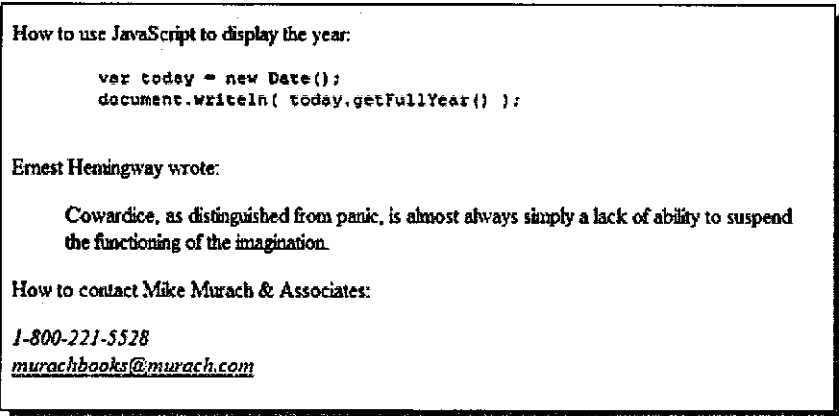 How to use JavaScript to display the year:
var today = new Date();
document.writeln( today.getFullYear() );
Ernest Hemingway wrote:
Cowardice, as distinguished from panic, is almost always simply a lack of ability to suspend
the functioning of the imagination.
How to contact Mike Murach & Associates:
1-800-221-5528
murachbooks@murach.com